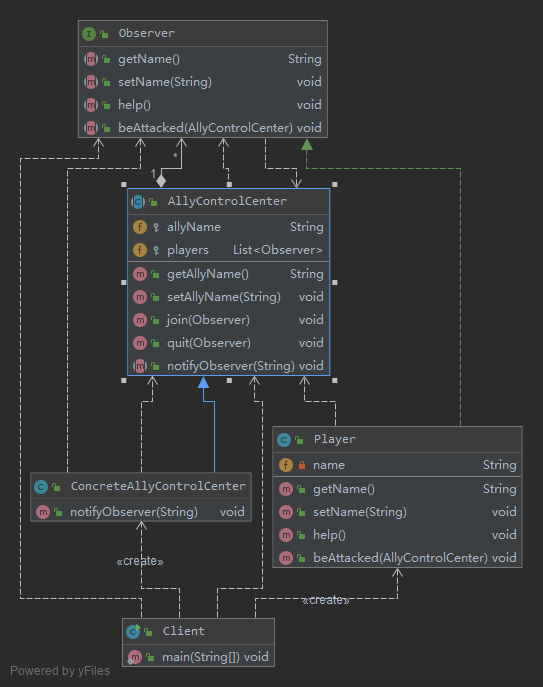 Observer
getName() String
setName(String) void
help() void
beAttacked(AllyControlCenter) void
*
1
AllyControlCenter
allyName String
players List<Observer>
getAllyName() String
setAllyName(String) void
join(Observer) void
quit(Observer) void
notifyObserver(String) void
Player
name String
getName() String
setName(String) void
help() void
beAttacked(AllyControlCenter) void
ConcreteAllyControlCenter
notifyObserver(String) void
«create»
«create»
Client
main(String[]) void
Powered by yFiles